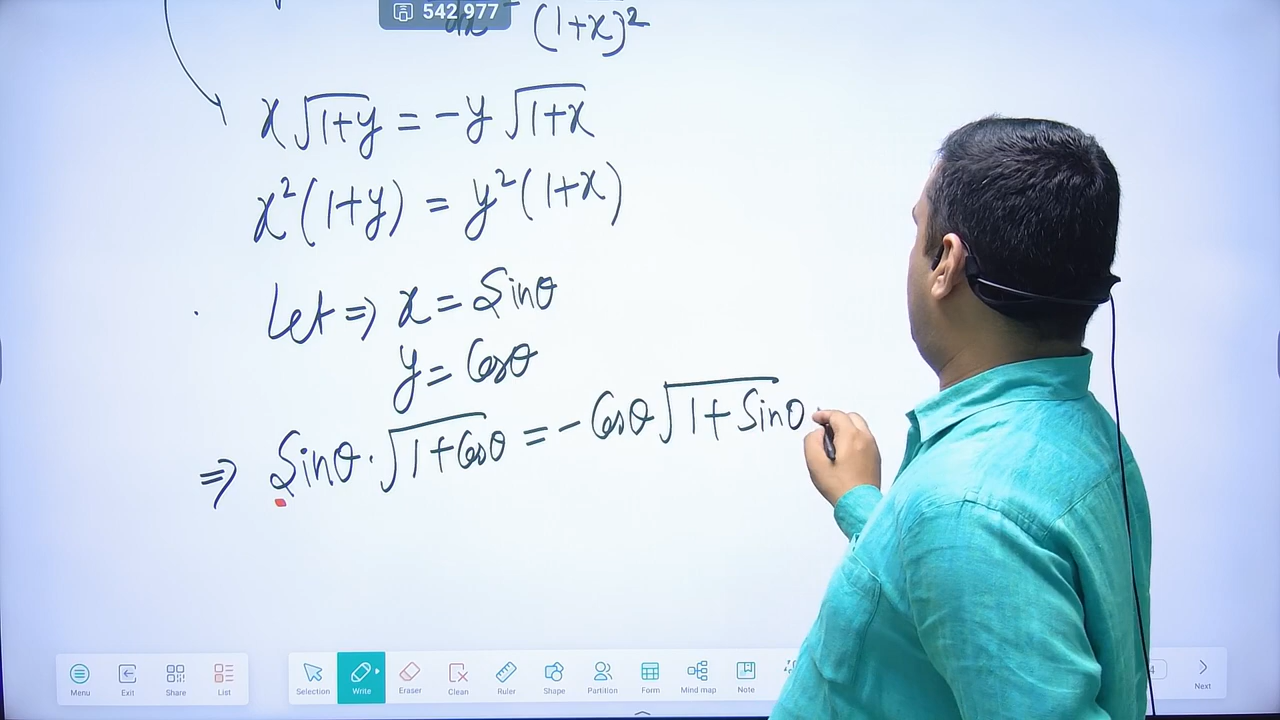 542 977
dx - (1+x)²
x√(1+y) = -y√(1+x)
x²(1+y) = y²(1+x)
Let ⇒ x = Sinθ
y = Cosθ
⇒ Sinθ·√(1+Cosθ) = -Cosθ√(1+Sinθ)
Menu Exit Share List Selection Write Eraser Clean Ruler Shape Partition Form Mind map Note Next